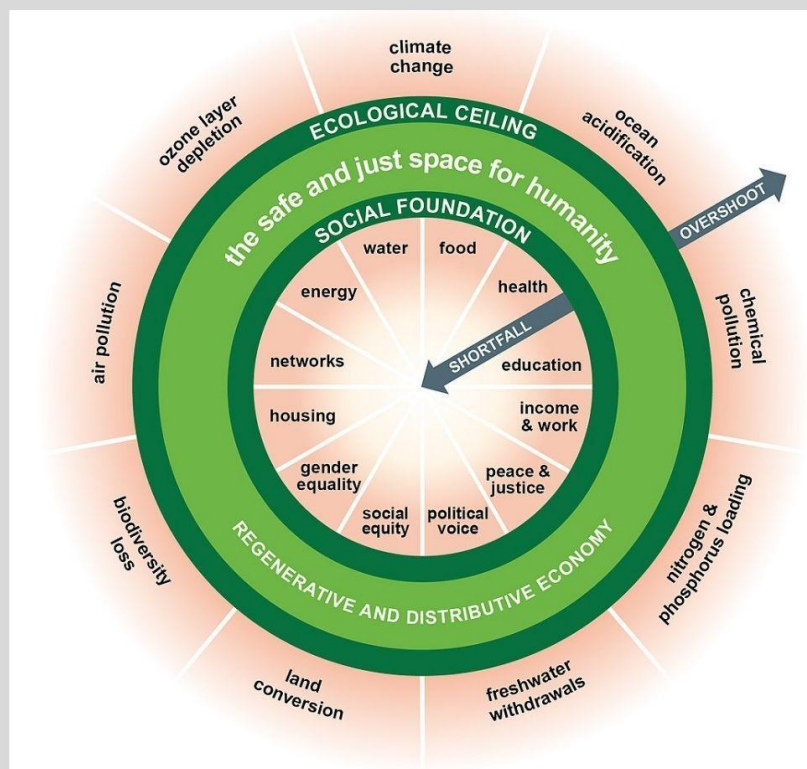 climate
change
ocean
acidification
chemical
pollution
nitrogen &
phosphorus loading
freshwater
withdrawals
land
conversion
biodiversity
loss
air pollution
ozone layer
depletion
ECOLOGICAL CEILING
the safe and just space for humanity
SOCIAL FOUNDATION
OVERSHOOT
SHORTFALL
water
food
health
education
income
& work
peace &
justice
political
voice
social
equity
gender
equality
housing
networks
energy
REGENERATIVE AND DISTRIBUTIVE ECONOMY